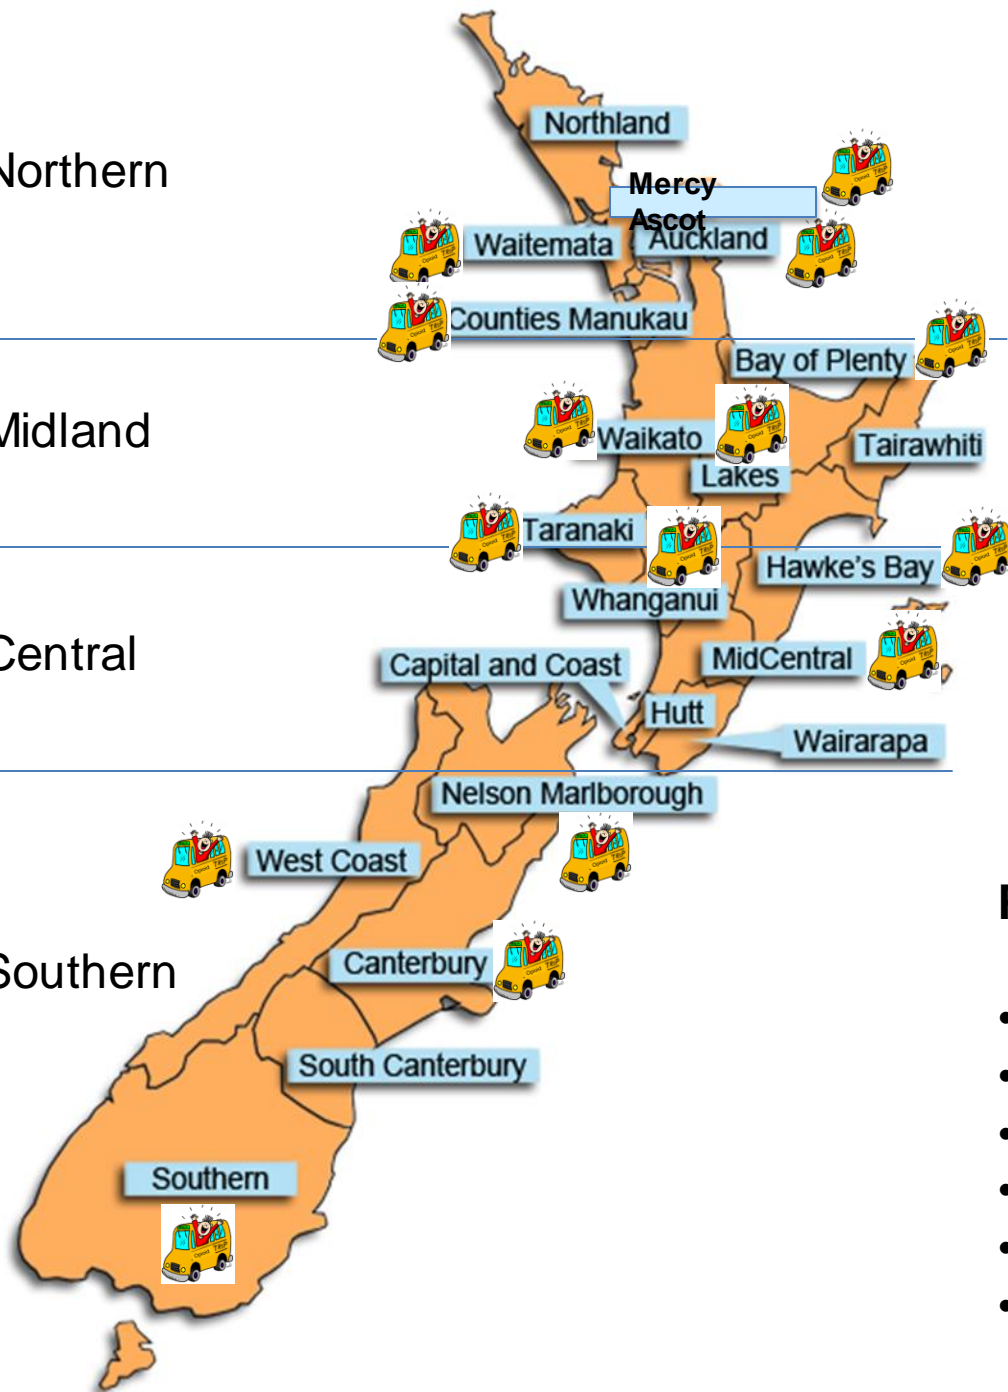 Northland
Northern
Mercy
Ascot
Waitemata
Auckland
Counties Manukau
Bay of Plenty
Midland
Waikato
Tairawhiti
Lakes
Taranaki
Hawke's Bay
Whanganui
Central
Capital and Coast
MidCentral
Hutt
Wairarapa
Nelson Marlborough
West Coast
Canterbury
Southern
South Canterbury
Southern